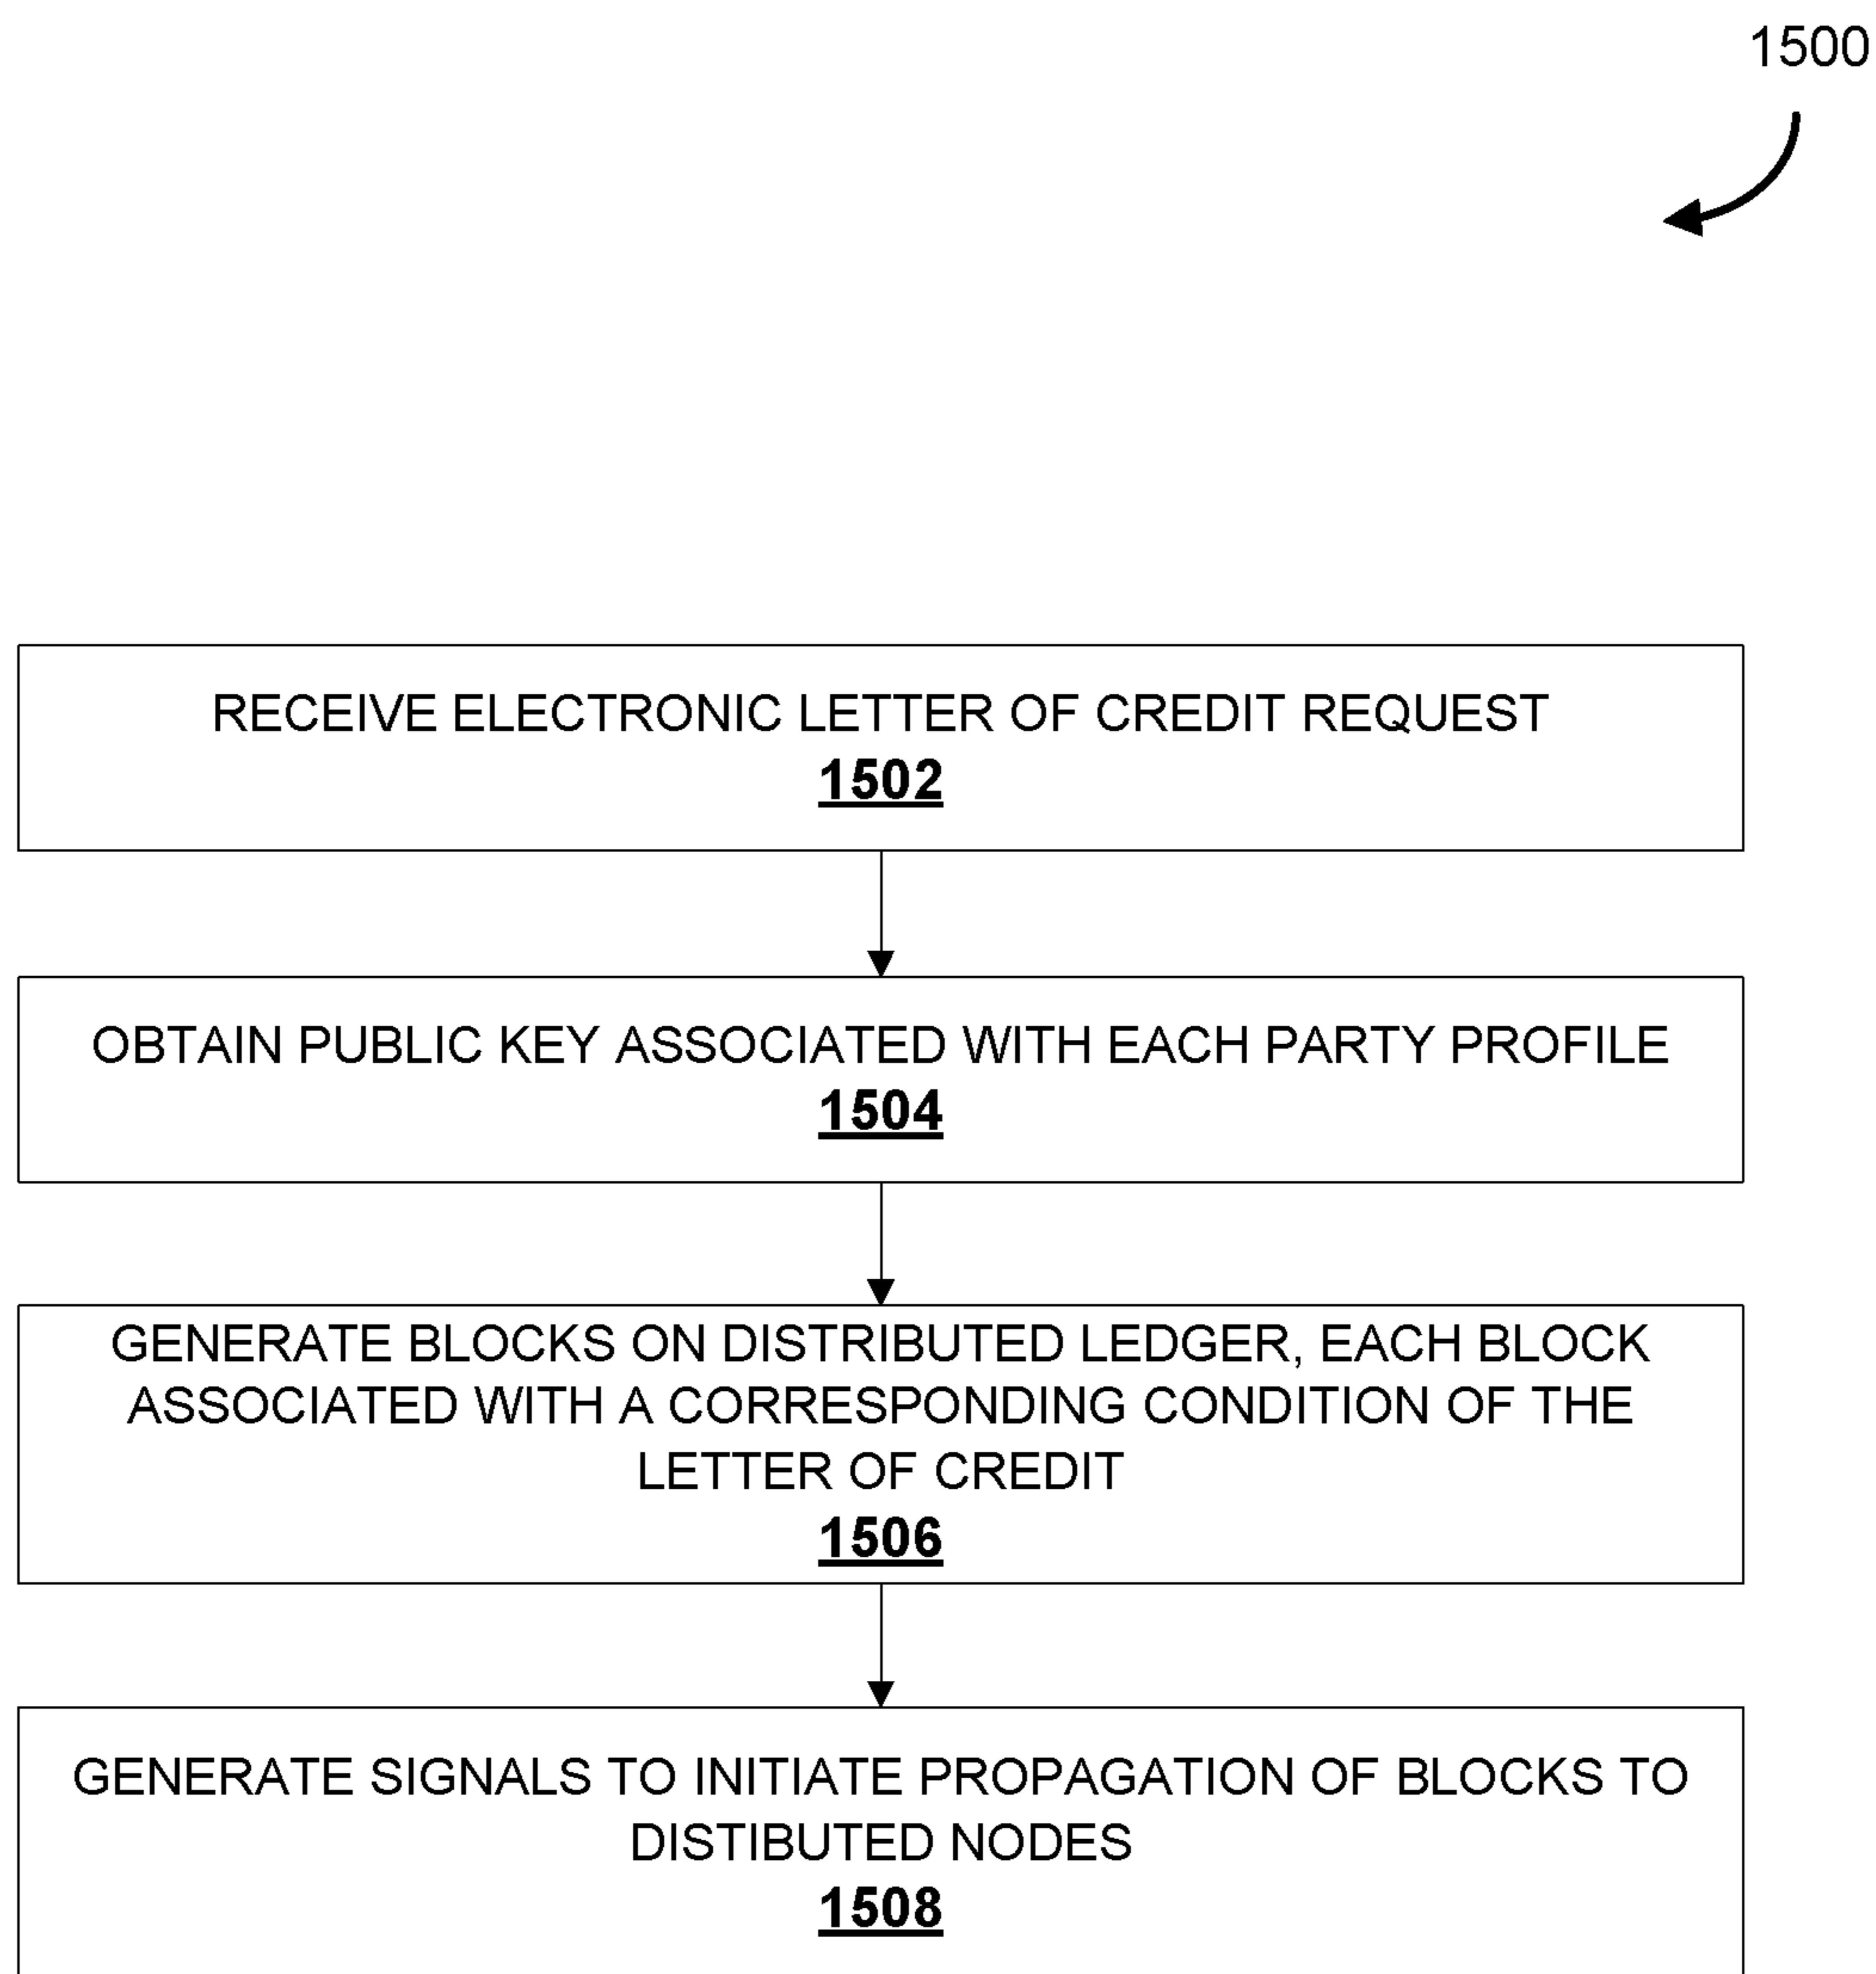 1500
RECEIVE ELECTRONIC LETTER OF CREDIT REQUEST
1502
OBTAIN PUBLIC KEY ASSOCIATED WITH EACH PARTY PROFILE
1504
GENERATE BLOCKS ON DISTRIBUTED LEDGER, EACH BLOCK
ASSOCIATED WITH A CORRESPONDING CONDITION OF THE
LETTER OF CREDIT
1506
GENERATE SIGNALS TO INITIATE PROPAGATION OF BLOCKS TO
DISTIBUTED NODES
1508